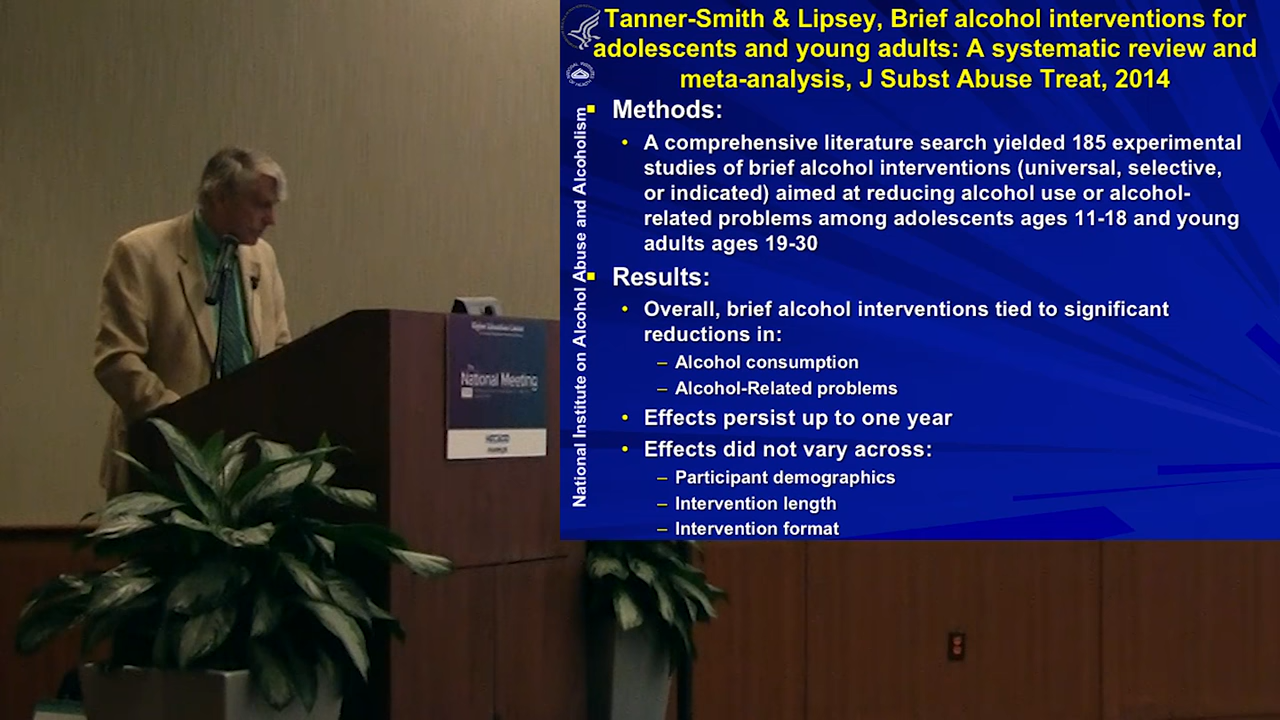 Tanner-Smith & Lipsey, Brief alcohol interventions for
adolescents and young adults: A systematic review and
meta-analysis, J Subst Abuse Treat, 2014
National Institute on Alcohol Abuse and Alcoholism
▪ Methods:
• A comprehensive literature search yielded 185 experimental
studies of brief alcohol interventions (universal, selective,
or indicated) aimed at reducing alcohol use or alcohol-
related problems among adolescents ages 11-18 and young
adults ages 19-30
▪ Results:
• Overall, brief alcohol interventions tied to significant
reductions in:
– Alcohol consumption
– Alcohol-Related problems
• Effects persist up to one year
• Effects did not vary across:
– Participant demographics
– Intervention length
– Intervention format
National Meeting